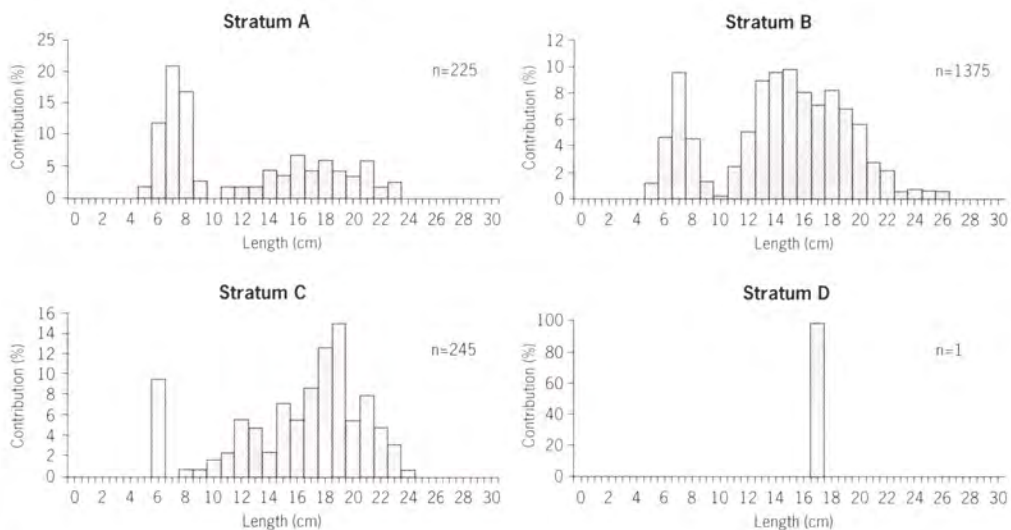 Stratum A
25
20
15
10
5
0
Contribution (%)
n=225
0 2 4 6 8 10 12 14 16 18 20 22 24 26 28 30
Length (cm)
Stratum B
12
10
8
6
4
2
0
Contribution (%)
n=1375
0 2 4 6 8 10 12 14 16 18 20 22 24 26 28 30
Length (cm)
Stratum C
16
14
12
10
8
6
4
2
0
Contribution (%)
n=245
0 2 4 6 8 10 12 14 16 18 20 22 24 26 28 30
Length (cm)
Stratum D
100
80
60
40
20
0
Contribution (%)
n=1
0 2 4 6 8 10 12 14 16 18 20 22 24 26 28 30
Length (cm)